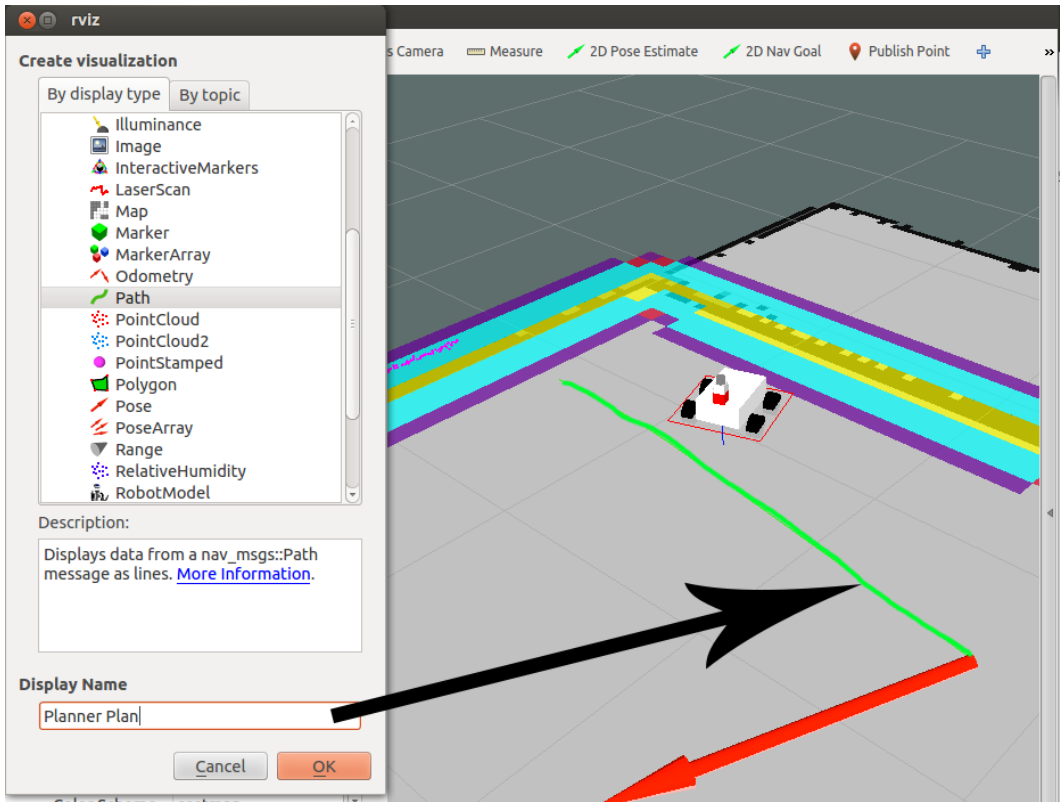 rviz
Create visualization
By display type By topic
Illuminance
Image
InteractiveMarkers
LaserScan
Map
Marker
MarkerArray
Odometry
Path
PointCloud
PointCloud2
PointStamped
Polygon
Pose
PoseArray
Range
RelativeHumidity
RobotModel
Description:
Displays data from a nav_msgs::Path
message as lines. More Information.
Display Name
Planner Plan
Cancel OK
s Camera Measure 2D Pose Estimate 2D Nav Goal Publish Point »